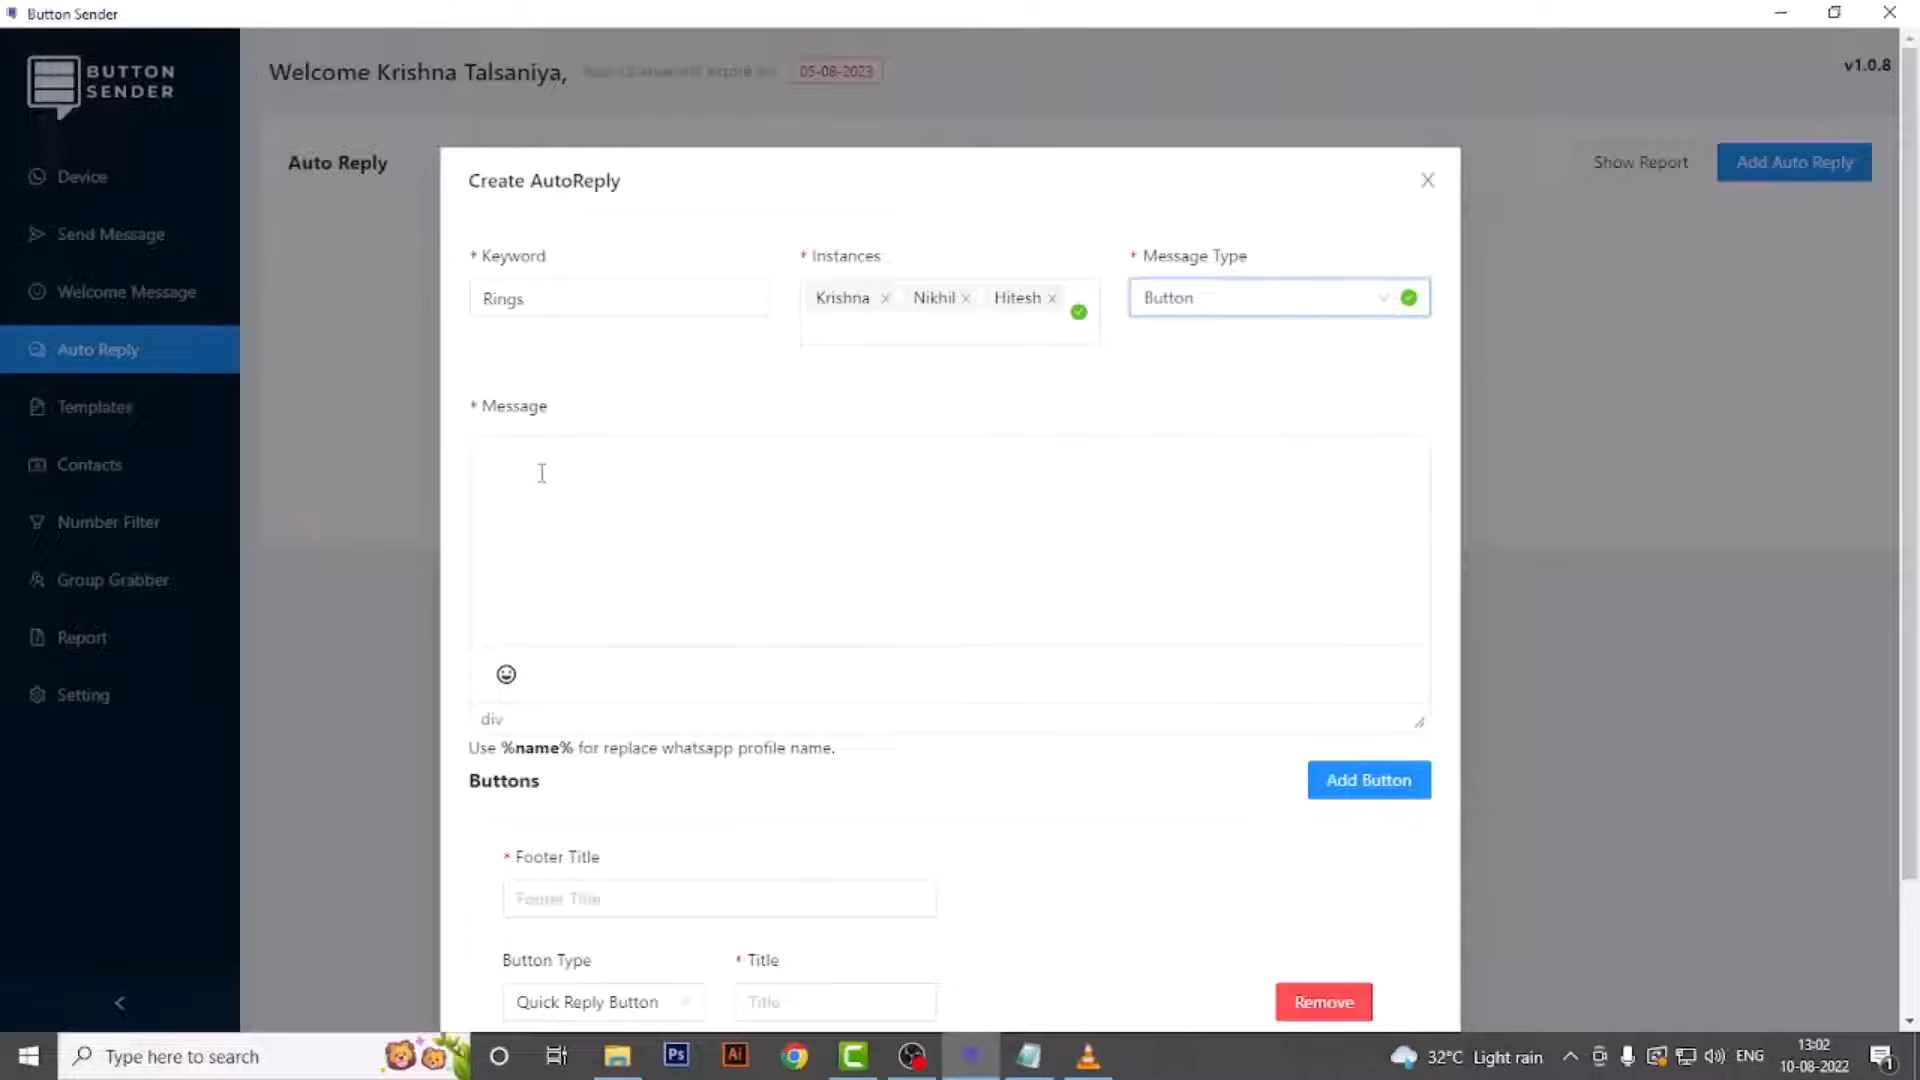 Button Sender
BUTTON
SENDER
Welcome Krishna Talsaniya,
expire
05-08-2023
v1.0.8
Device
Send Message
Welcome Message
Auto Reply
Templates
Contacts
Number Filter
Group Grabber
Report
Setting
Auto Reply
Show Report
Add Auto Reply
Create AutoReply
* Keyword
* Instances
* Message Type
Rings
Krishna
Nikhil
Hitesh
Button
* Message
div
Use %name% for replace whatsapp profile name.
Buttons
Add Button
* Footer Title
Footer Title
Button Type
* Title
Quick Reply Button
Title
Remove
Type here to search
Ps
Ai
32°C Light rain
ENG
13:02
10-08-2022
1